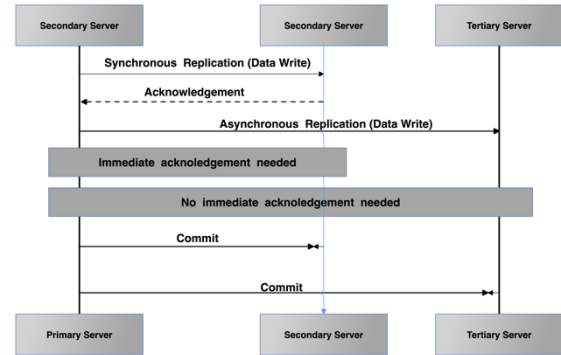 Secondary Server
Secondary Server
Tertiary Server
Synchronous Replication (Data Write)
Acknowledgement
Asynchronous Replication (Data Write)
Immediate acknoledgement needed
No immediate acknoledgement needed
Commit
Commit
Primary Server
Secondary Server
Tertiary Server